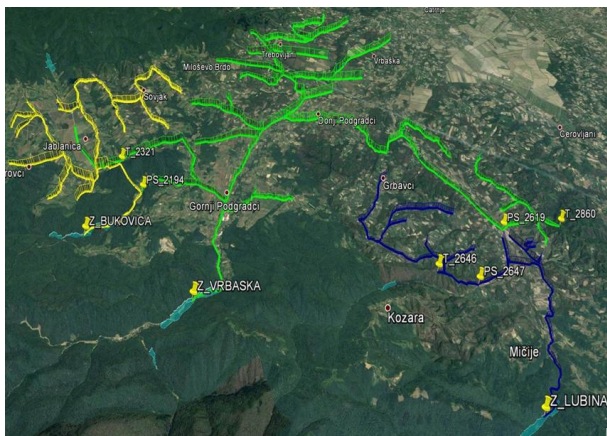 Trebovljani
Miloševo Brdo
Vrbaška
Sovjak
Donji Podgradci
Cerovljani
Jablanica
T_2321
rovci
PS_2194
Grbavci
Gornji Podgradci
Z_BUKOVICA
PS_2619
T_2860
T_2646
PS_2647
Z_VRBASKA
Kozara
Mičije
Z_LUBINA